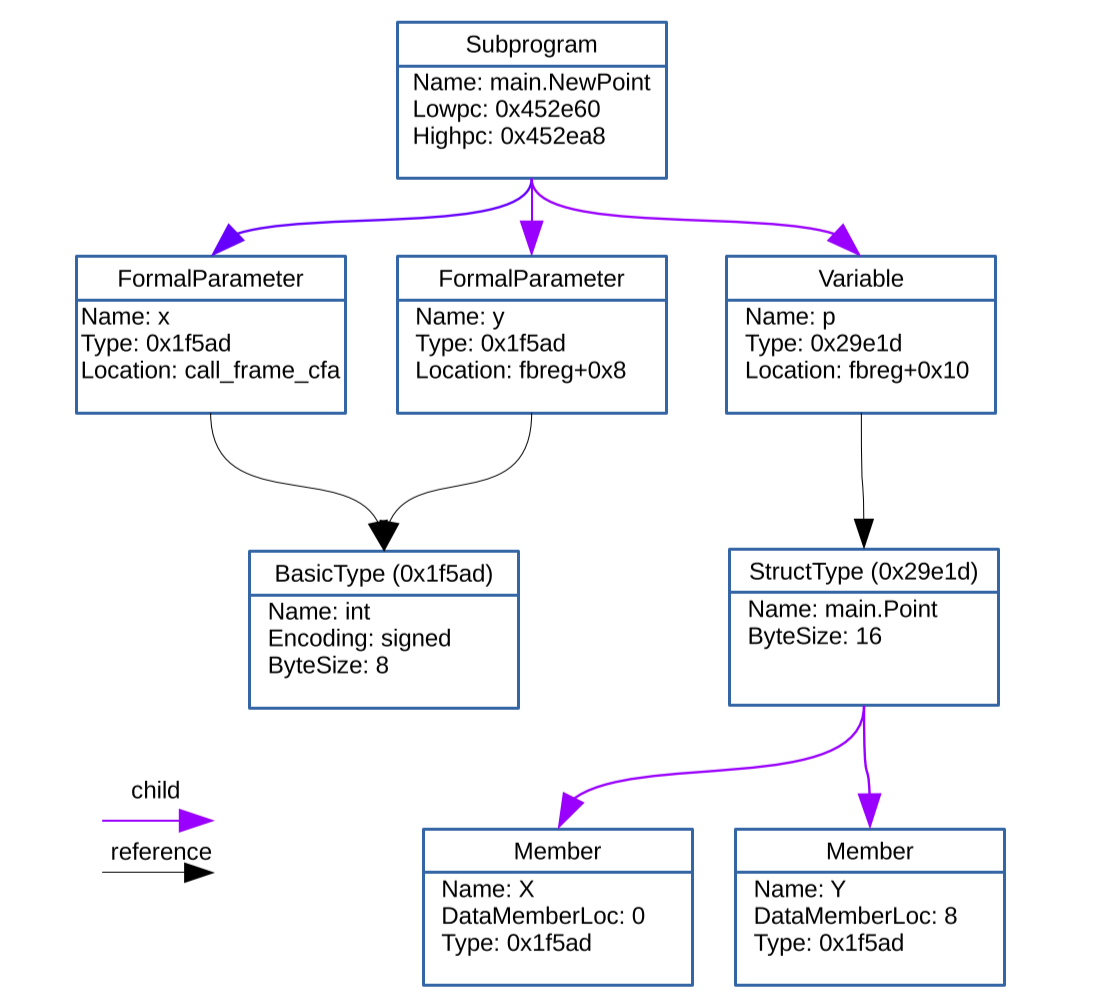 Subprogram
Name: main.NewPoint
Lowpc: 0x452e60
Highpc: 0x452ea8
FormalParameter
Name: x
Type: 0x1f5ad
Location: call_frame_cfa
FormalParameter
Name: y
Type: 0x1f5ad
Location: fbreg+0x8
Variable
Name: p
Type: 0x29e1d
Location: fbreg+0x10
BasicType (0x1f5ad)
Name: int
Encoding: signed
ByteSize: 8
StructType (0x29e1d)
Name: main.Point
ByteSize: 16
child
reference
Member
Name: X
DataMemberLoc: 0
Type: 0x1f5ad
Member
Name: Y
DataMemberLoc: 8
Type: 0x1f5ad